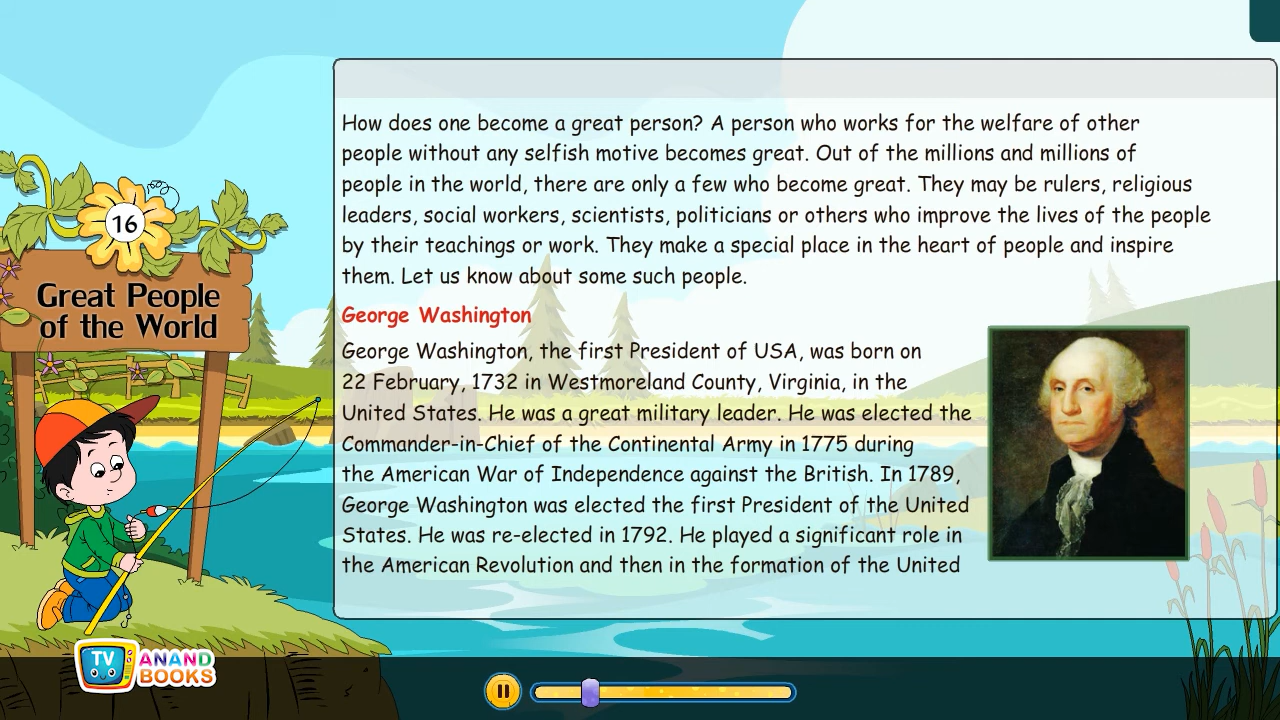 16
Great People
of the World
How does one become a great person? A person who works for the welfare of other
people without any selfish motive becomes great. Out of the millions and millions of
people in the world, there are only a few who become great. They may be rulers, religious
leaders, social workers, scientists, politicians or others who improve the lives of the people
by their teachings or work. They make a special place in the heart of people and inspire
them. Let us know about some such people.
George Washington
George Washington, the first President of USA, was born on
22 February, 1732 in Westmoreland County, Virginia, in the
United States. He was a great military leader. He was elected the
Commander-in-Chief of the Continental Army in 1775 during
the American War of Independence against the British. In 1789,
George Washington was elected the first President of the United
States. He was re-elected in 1792. He played a significant role in
the American Revolution and then in the formation of the United
TV ANAND
BOOKS